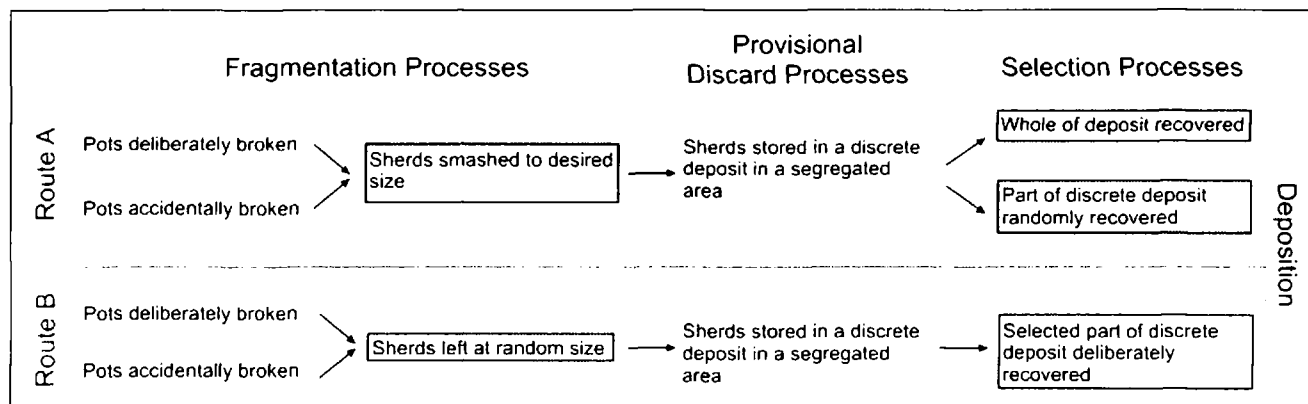 Fragmentation Processes
Provisional
Discard Processes
Selection Processes
Route A
Pots deliberately broken
Pots accidentally broken
Sherds smashed to desired
size
Sherds stored in a discrete
deposit in a segregated
area
Whole of deposit recovered
Part of discrete deposit
randomly recovered
Deposition
Route B
Pots deliberately broken
Pots accidentally broken
Sherds left at random size
Sherds stored in a discrete
deposit in a segregated
area
Selected part of discrete
deposit deliberately
recovered